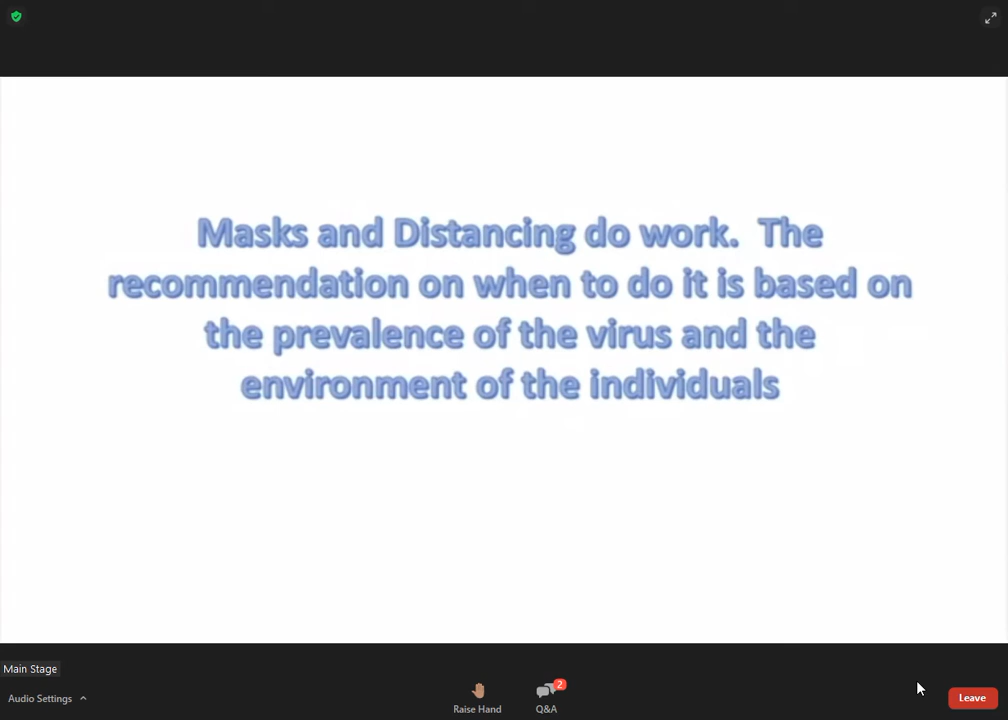 Masks and Distancing do work.  The
recommendation on when to do it is based on
the prevalence of the virus and the
environment of the individuals
Main Stage
Audio Settings
Raise Hand
2
Q&A
Leave